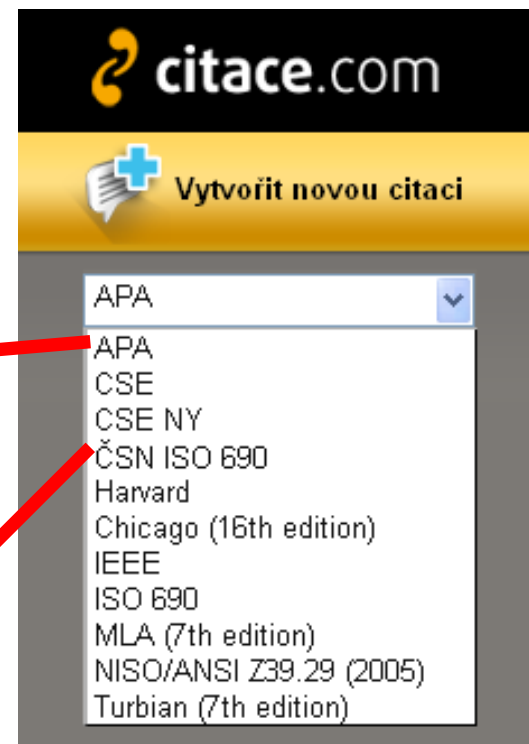 citace.com
Vytvořit novou citaci
APA
APA
CSE
CSE NY
ČSN ISO 690
Harvard
Chicago (16th edition)
IEEE
ISO 690
MLA (7th edition)
NISO/ANSI Z39.29 (2005)
Turbian (7th edition)